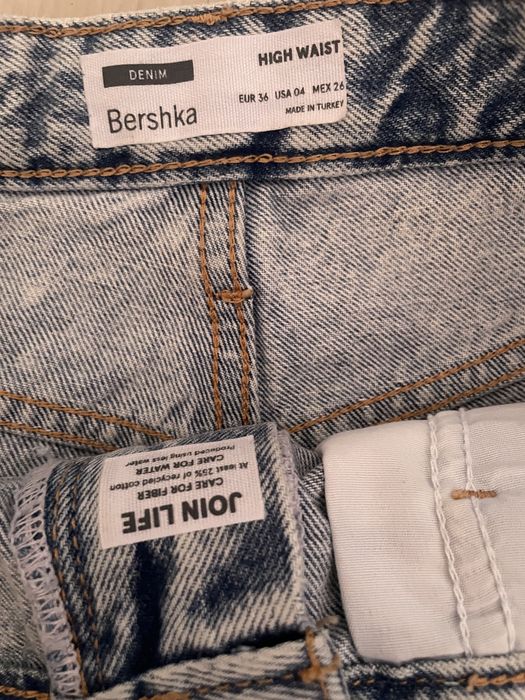 DENIM
Bershka
HIGH WAIST
EUR 36 USA 04 MEX 26
MADE IN TURKEY
JOIN LIFE
CARE FOR FIBER
At least 25% of recycled cotton
CARE FOR WATER
Produced using less water